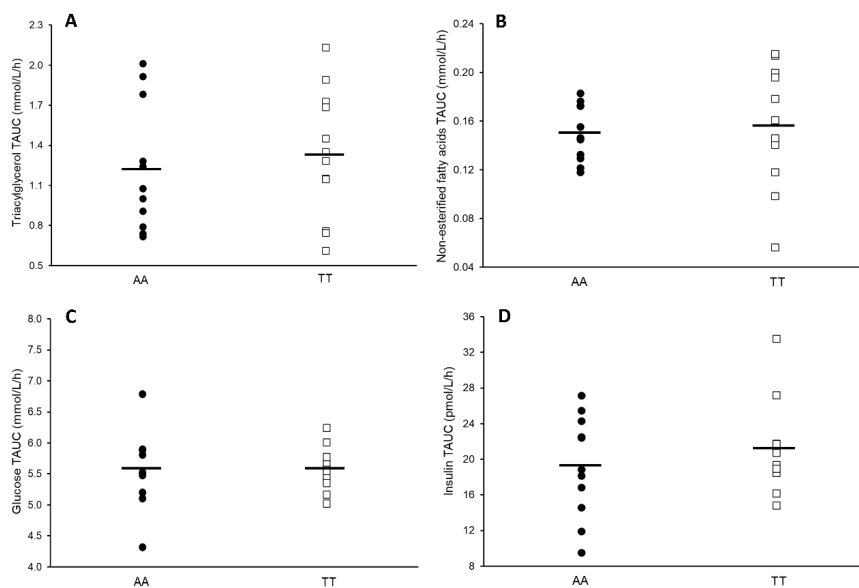 A
Triacylglycerol TAUC (mmol/L/h)
2.3
2.0
1.7
1.4
1.1
0.8
0.5
AA
TT
B
Non-esterified fatty acids TAUC (mmol/L/h)
0.24
0.20
0.16
0.12
0.08
0.04
AA
TT
C
Glucose TAUC (mmol/L/h)
8.0
7.5
7.0
6.5
6.0
5.5
5.0
4.5
4.0
AA
TT
D
Insulin TAUC (pmol/L/h)
36
32
28
24
20
16
12
8
AA
TT